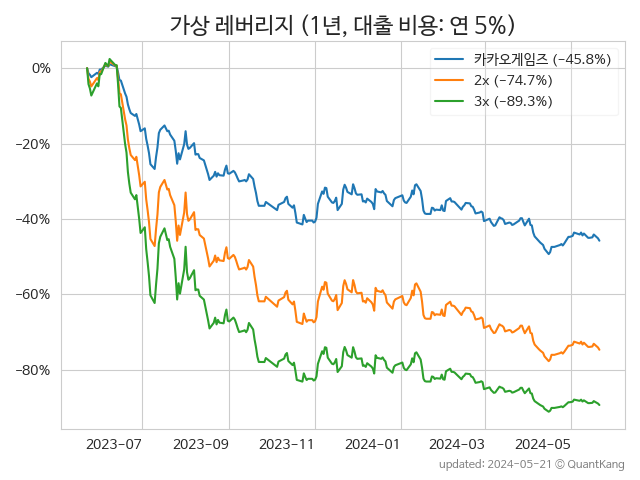 가상 레버리지 (1년, 대출 비용: 연 5%)
카카오게임즈 (−45.8%)
2x (−74.7%)
3x (−89.3%)
0%
−20%
−40%
−60%
−80%
2023−07 2023−09 2023−11 2024−01 2024−03 2024−05
updated: 2024-05-21 © QuantKang